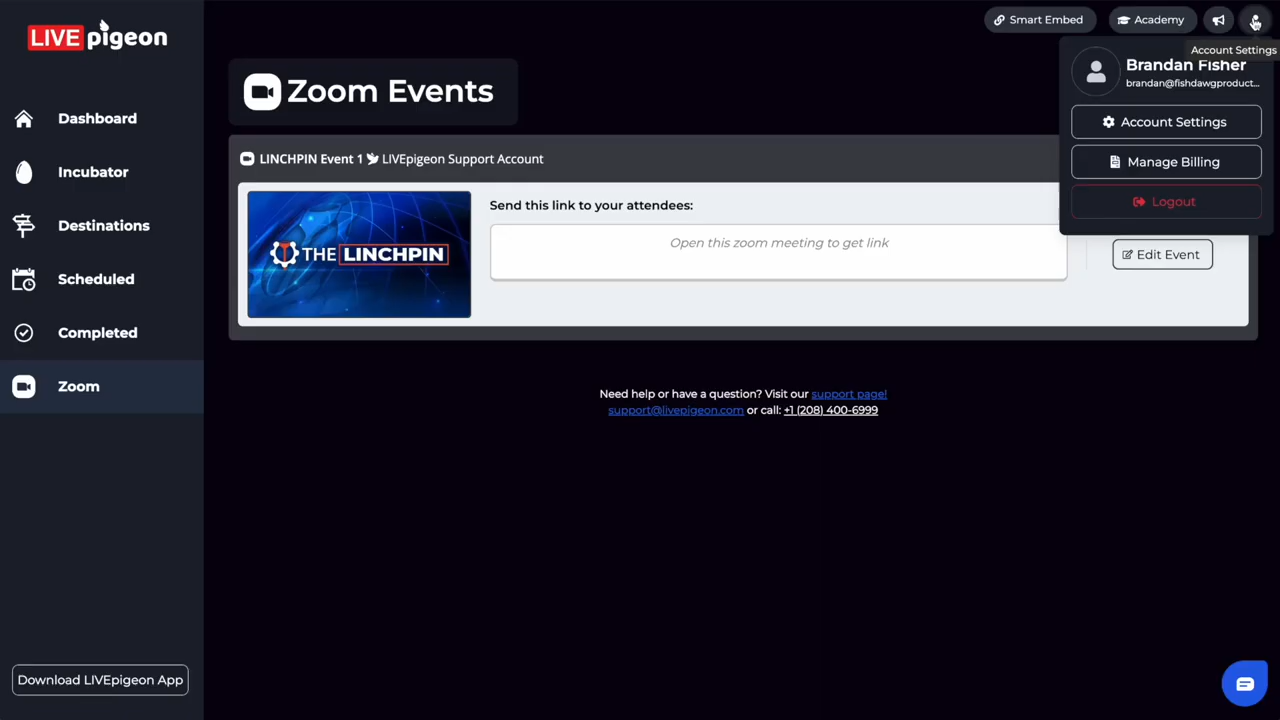 LIVEpigeon
Smart Embed
Academy
Account Settings
Brandan Fisher
brandan@fishdawgproduct...
Account Settings
Manage Billing
Logout
Dashboard
Incubator
Destinations
Scheduled
Completed
Zoom
Download LIVEpigeon App
Zoom Events
LINCHPIN Event 1 LIVEpigeon Support Account
THE LINCHPIN
Send this link to your attendees:
Open this zoom meeting to get link
Edit Event
Need help or have a question? Visit our support page!
support@livepigeon.com or call: +1 (208) 400-6999